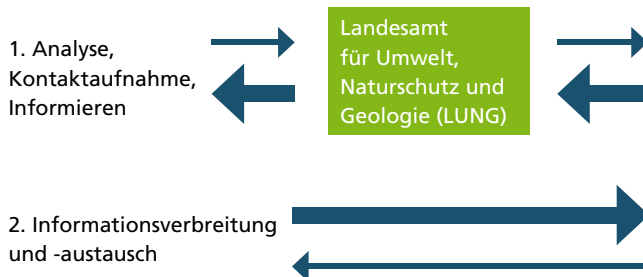 1. Analyse,
Kontaktaufnahme,
Informieren
Landesamt
für Umwelt,
Naturschutz und
Geologie (LUNG)
2. Informationsverbreitung
und -austausch